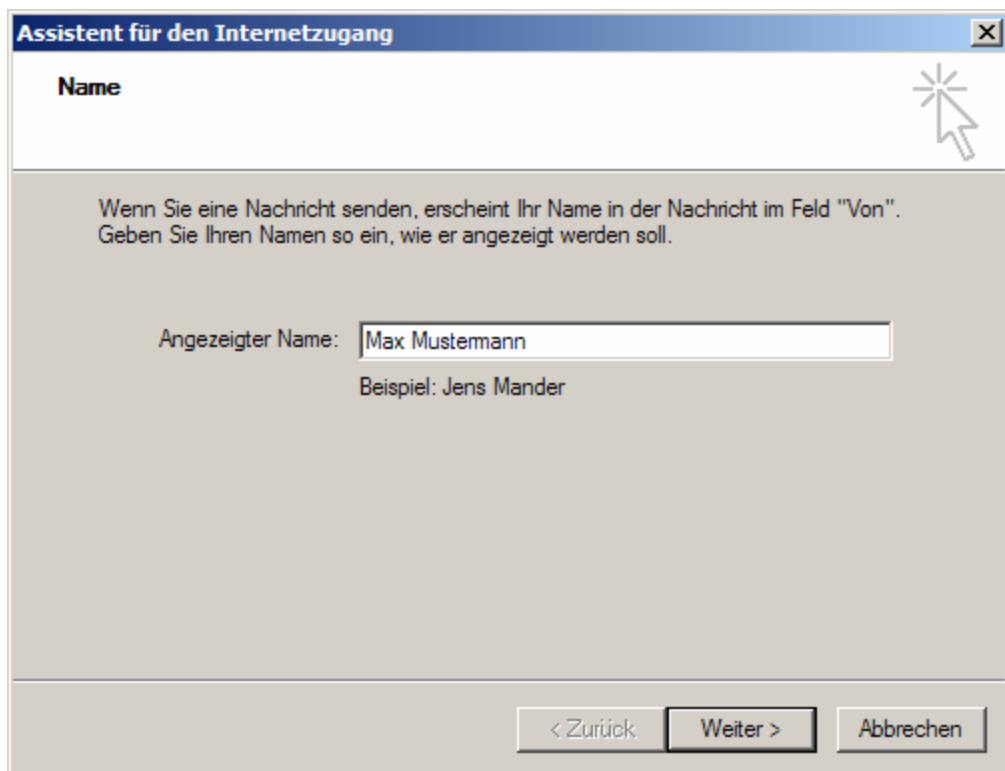 Assistent für den Internetzugang
Name
Wenn Sie eine Nachricht senden, erscheint Ihr Name in der Nachricht im Feld "Von".
Geben Sie Ihren Namen so ein, wie er angezeigt werden soll.
Angezeigter Name: Max Mustermann
Beispiel: Jens Mander
< Zurück Weiter > Abbrechen